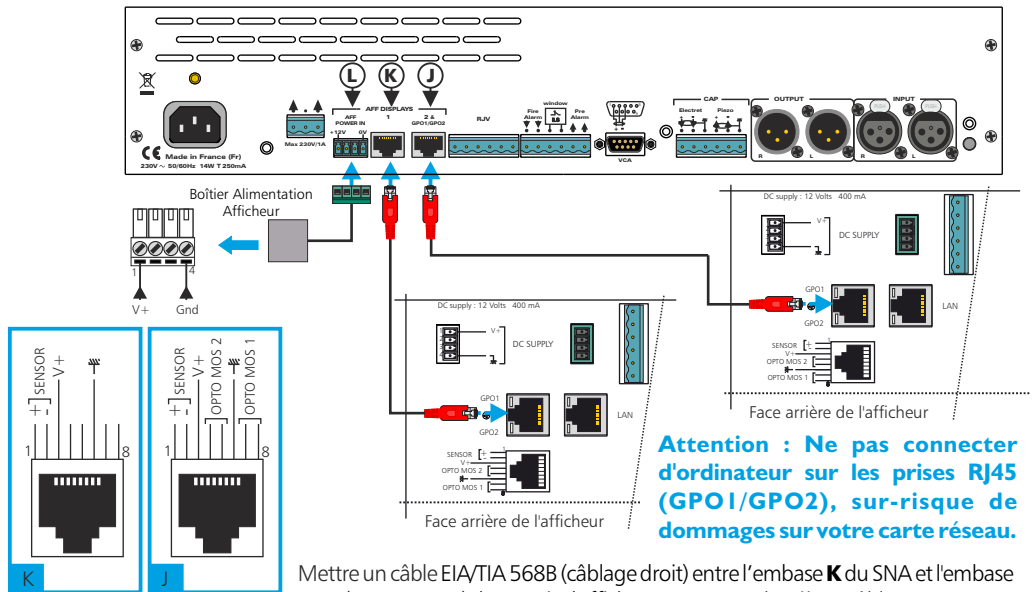 L
K
J
AFF DISPLAYS
AFF
POWER IN
1
2 &
GPO1/GPO2
+12V
0V
Max 230V/1A
RJV
Fire
Alarm
window
Pre
Alarm
VCA
CAP
Electret
Piezo
OUTPUT
INPUT
PUSH
PUSH
R
L
R
L
Made in France (Fr)
230V ~ 50/60Hz 14W T 250mA
Boîtier Alimentation
Afficheur
1
4
V+
Gnd
DC supply : 12 Volts 400 mA
V+
DC SUPPLY
GPO1
GPO2
LAN
SENSOR
V+
OPTO MOS 2
OPTO MOS 1
Face arrière de l'afficheur
DC supply : 12 Volts 400 mA
V+
DC SUPPLY
GPO1
GPO2
LAN
SENSOR
V+
OPTO MOS 2
OPTO MOS 1
Face arrière de l'afficheur
+ - SENSOR
V+
1
8
K
+ - SENSOR
V+
OPTO MOS 2
OPTO MOS 1
1
8
J
Attention : Ne pas connecter
d'ordinateur sur les prises RJ45
(GPO1/GPO2), sur-risque de
dommages sur votre carte réseau.
Mettre un câble EIA/TIA 568B (câblage droit) entre l'embase K du SNA et l'embase